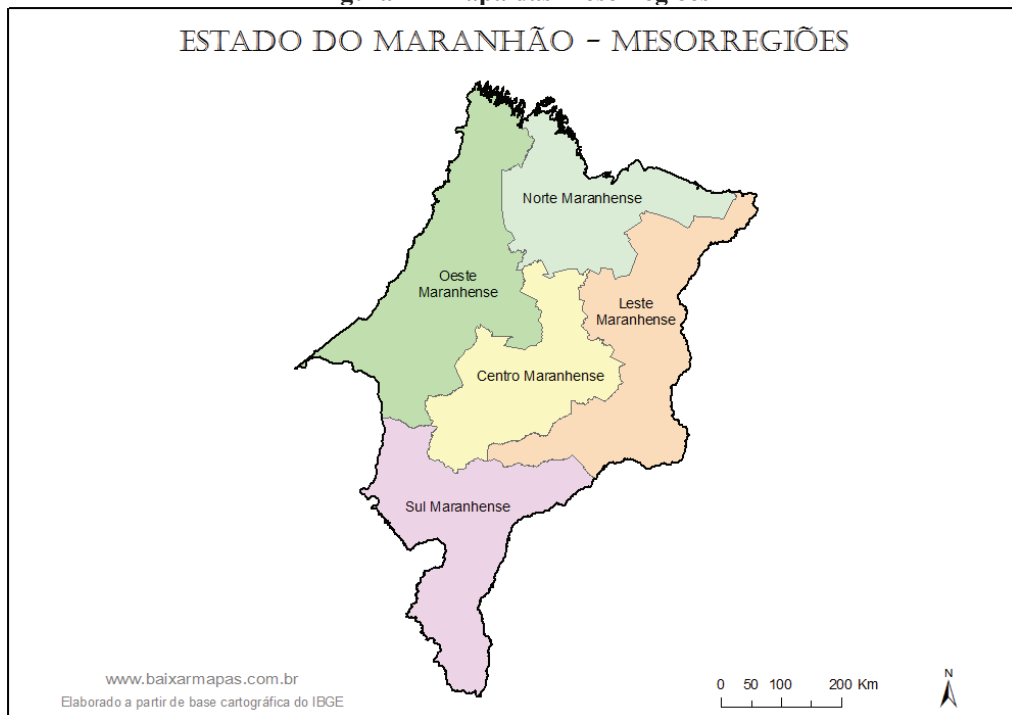 ESTADO DO MARANHÃO - MESORREGIÕES
Norte Maranhense
Oeste
Maranhense
Leste
Maranhense
Centro Maranhense
Sul Maranhense
www.baixarmapas.com.br
Elaborado a partir de base cartográfica do IBGE
0 50 100 200 Km
N